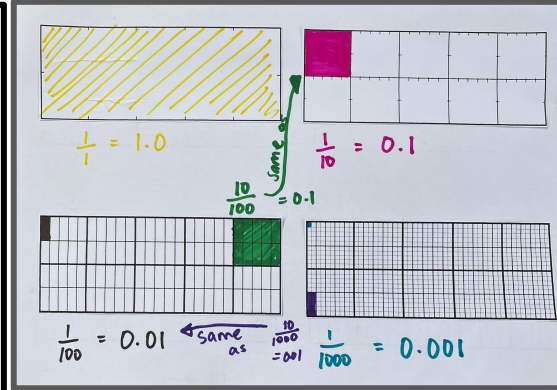 1/1 = 1.0
1/10 = 0.1
same as
10/100 = 0.1
1/100 = 0.01
same as
10/1000 = 001
1/1000 = 0.001